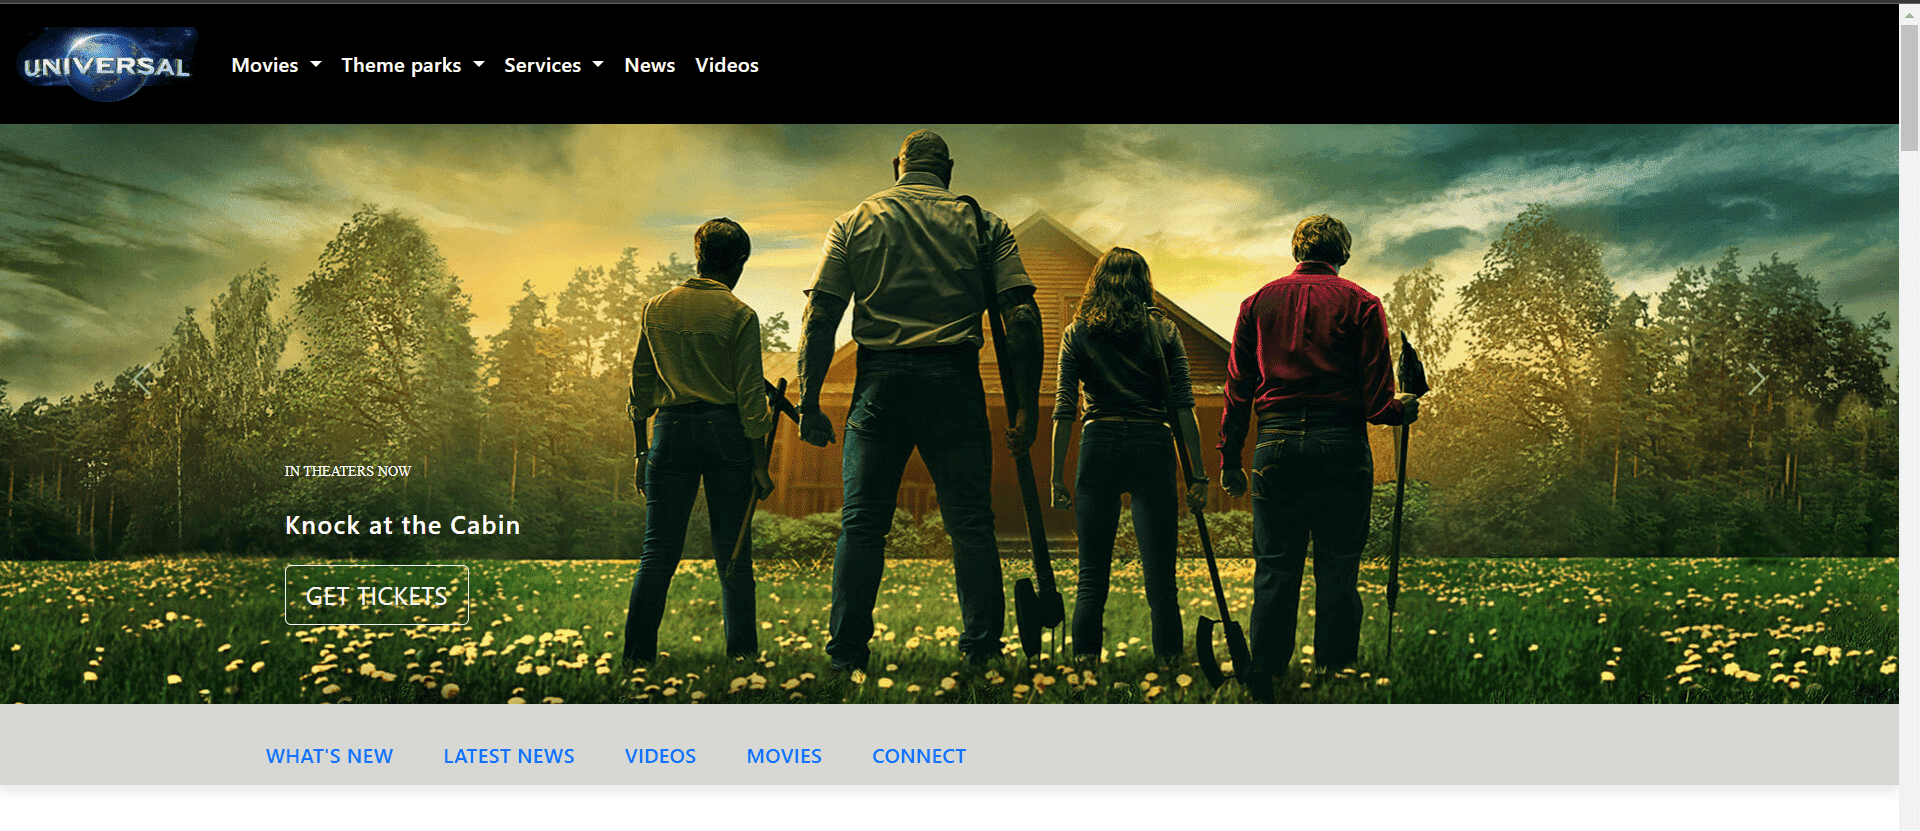 UNIVERSAL
Movies Theme parks Services News Videos
IN THEATERS NOW
Knock at the Cabin
GET TICKETS
WHAT'S NEW LATEST NEWS VIDEOS MOVIES CONNECT